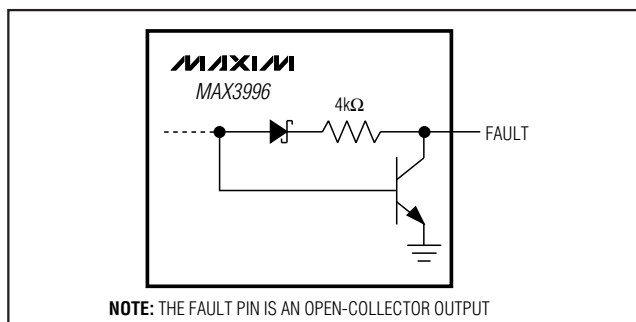 MAXIM
MAX3996
4kΩ
FAULT
NOTE: THE FAULT PIN IS AN OPEN-COLLECTOR OUTPUT